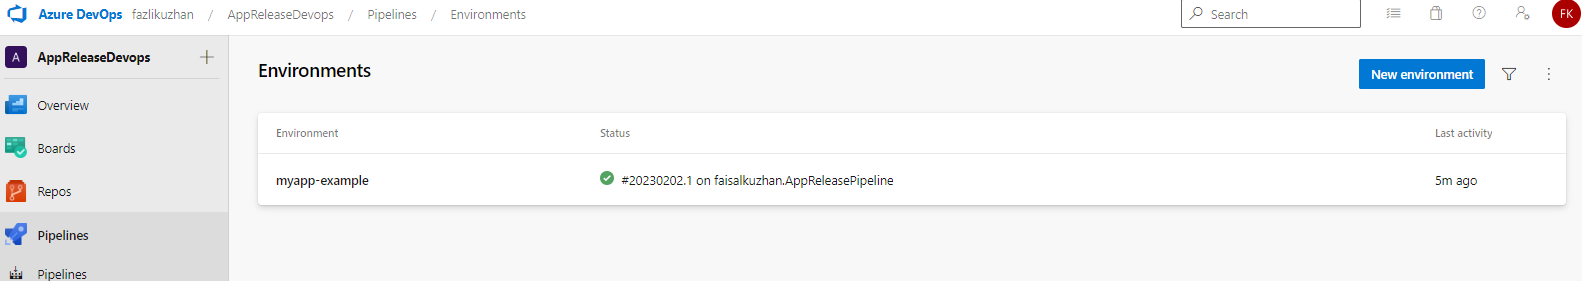 Azure DevOps fazlikuzhan / AppReleaseDevops / Pipelines / Environments
Search
FK
A AppReleaseDevops
Overview
Boards
Repos
Pipelines
Pipelines
Environments
New environment
Environment Status Last activity
myapp-example #20230202.1 on faisalkuzhan.AppReleasePipeline 5m ago